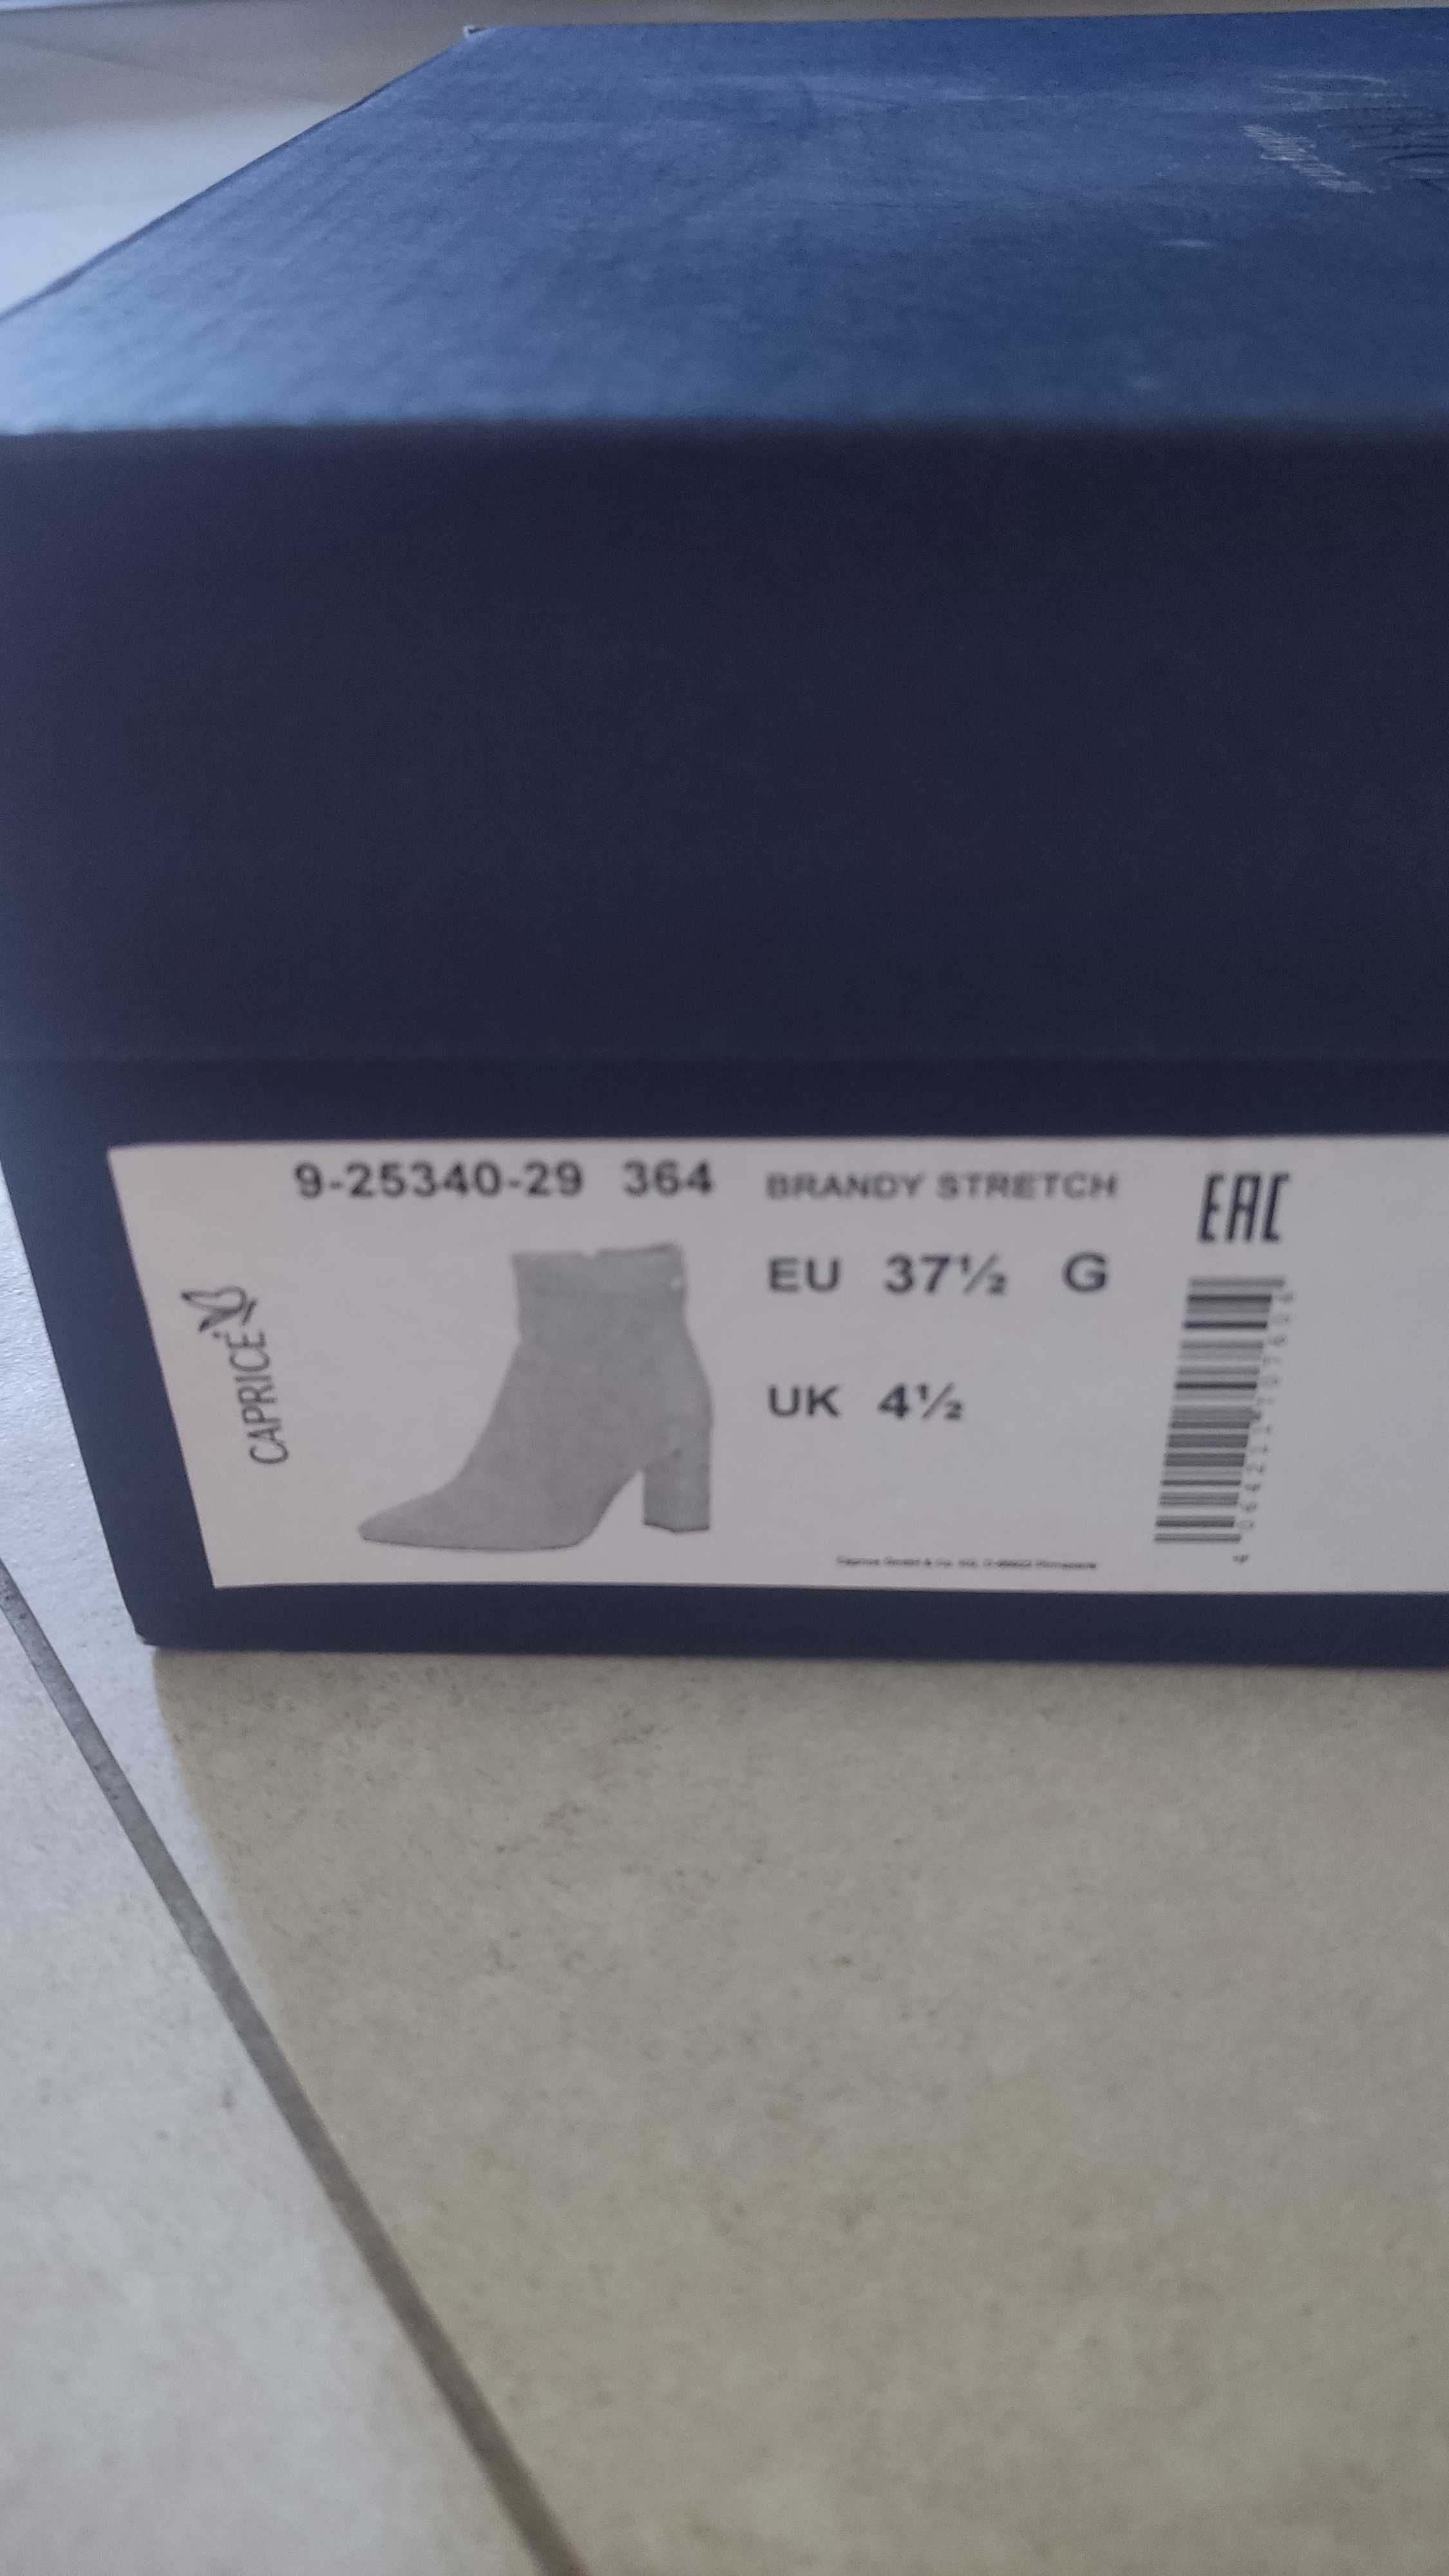 9-25340-29 364 BRANDY STRETCH
EAC
EU 37½ G
UK 4½
CAPRICE